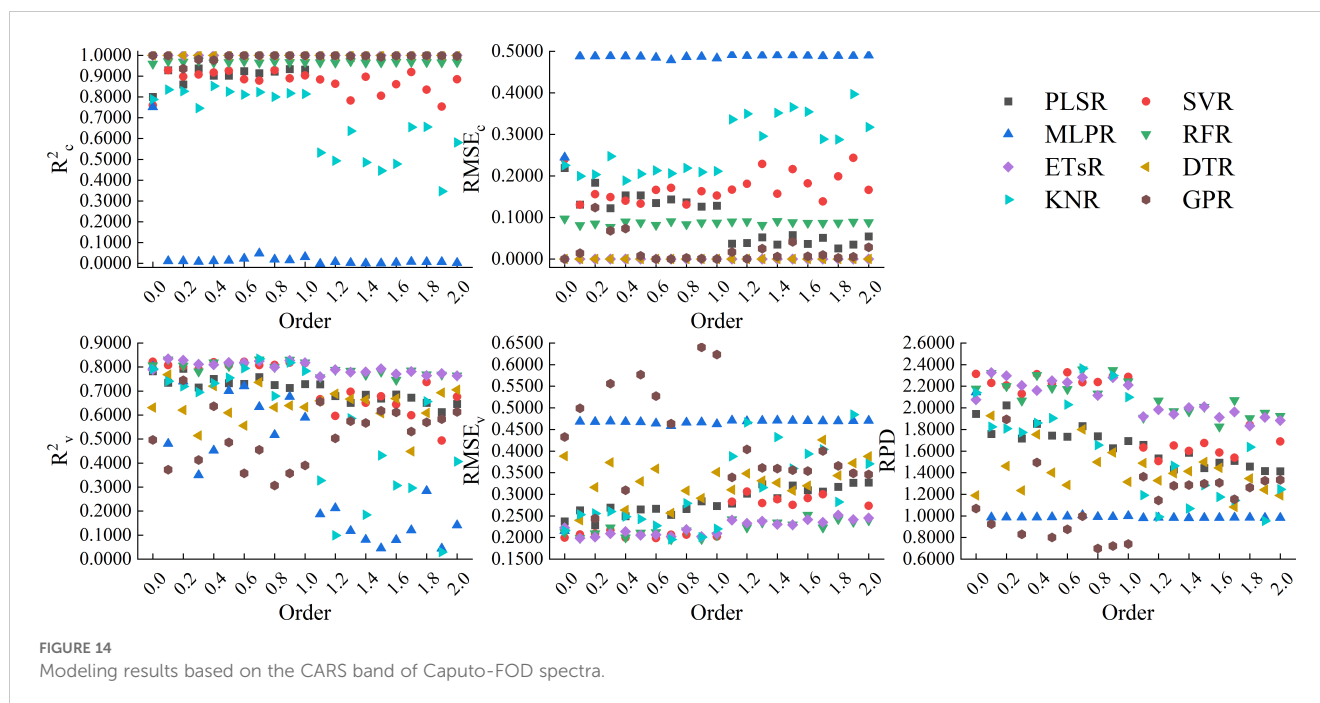 1.0000
0.9000
0.8000
0.7000
0.6000
0.5000
0.4000
0.3000
0.2000
0.1000
0.0000
R²c
0.0 0.2 0.4 0.6 0.8 1.0 1.2 1.4 1.6 1.8 2.0
Order
0.5000
0.4000
0.3000
0.2000
0.1000
0.0000
RMSEc
0.0 0.2 0.4 0.6 0.8 1.0 1.2 1.4 1.6 1.8 2.0
Order
PLSR SVR
MLPR RFR
ETsR DTR
KNR GPR
0.9000
0.8000
0.7000
0.6000
0.5000
0.4000
0.3000
0.2000
0.1000
0.0000
R²v
0.0 0.2 0.4 0.6 0.8 1.0 1.2 1.4 1.6 1.8 2.0
Order
0.6500
0.6000
0.5500
0.5000
0.4500
0.4000
0.3500
0.3000
0.2500
0.2000
0.1500
RMSEv
0.0 0.2 0.4 0.6 0.8 1.0 1.2 1.4 1.6 1.8 2.0
Order
2.6000
2.4000
2.2000
2.0000
1.8000
1.6000
1.4000
1.2000
1.0000
0.8000
0.6000
RPD
0.0 0.2 0.4 0.6 0.8 1.0 1.2 1.4 1.6 1.8 2.0
Order
FIGURE 14
Modeling results based on the CARS band of Caputo-FOD spectra.